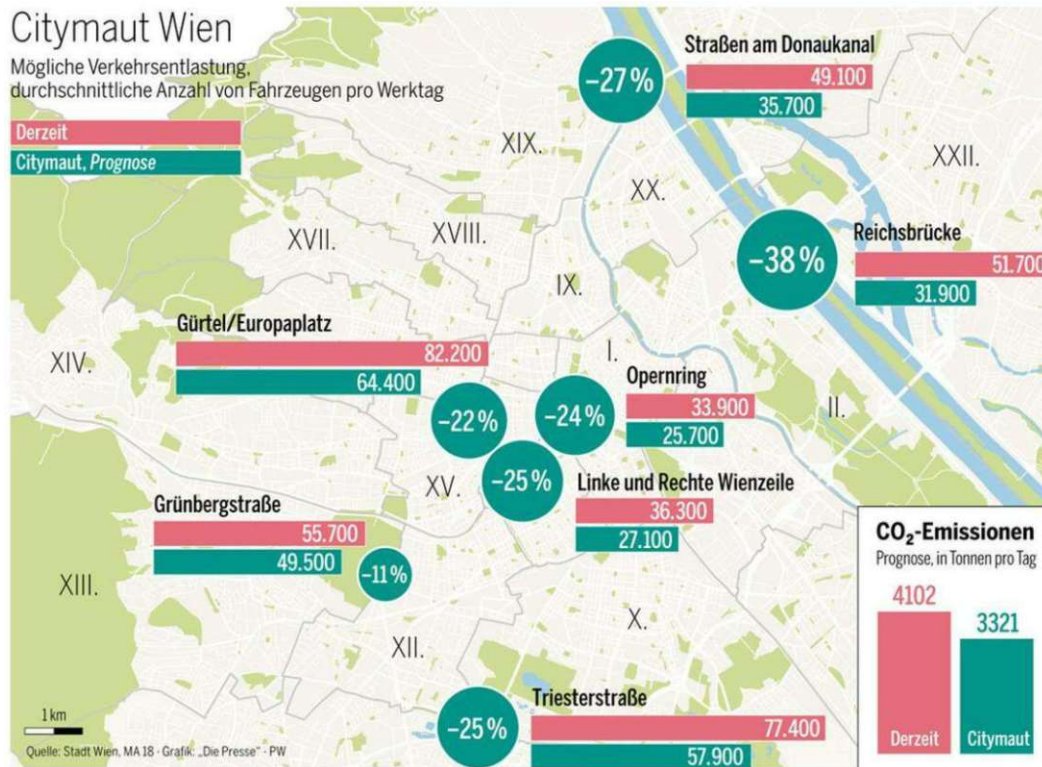 Citymaut Wien
Mögliche Verkehrsentlastung,
durchschnittliche Anzahl von Fahrzeugen pro Werktag
Derzeit
Citymaut, Prognose
–27 %
Straßen am Donaukanal
49.100
35.700
XIX.
XX.
XXII.
XVII.
XVIII.
–38 %
Reichsbrücke
51.700
31.900
IX.
Gürtel/Europaplatz
82.200
64.400
XIV.
I.
II.
–22 %
–24 %
Opernring
33.900
25.700
XV.
–25 %
Linke und Rechte Wienzeile
36.300
27.100
Grünbergstraße
55.700
49.500
–11 %
XIII.
XII.
X.
–25 %
Triesterstraße
77.400
57.900
CO₂-Emissionen
Prognose, in Tonnen pro Tag
4102
3321
Derzeit
Citymaut
1 km
Quelle: Stadt Wien, MA 18 · Grafik: „Die Presse“ · PW